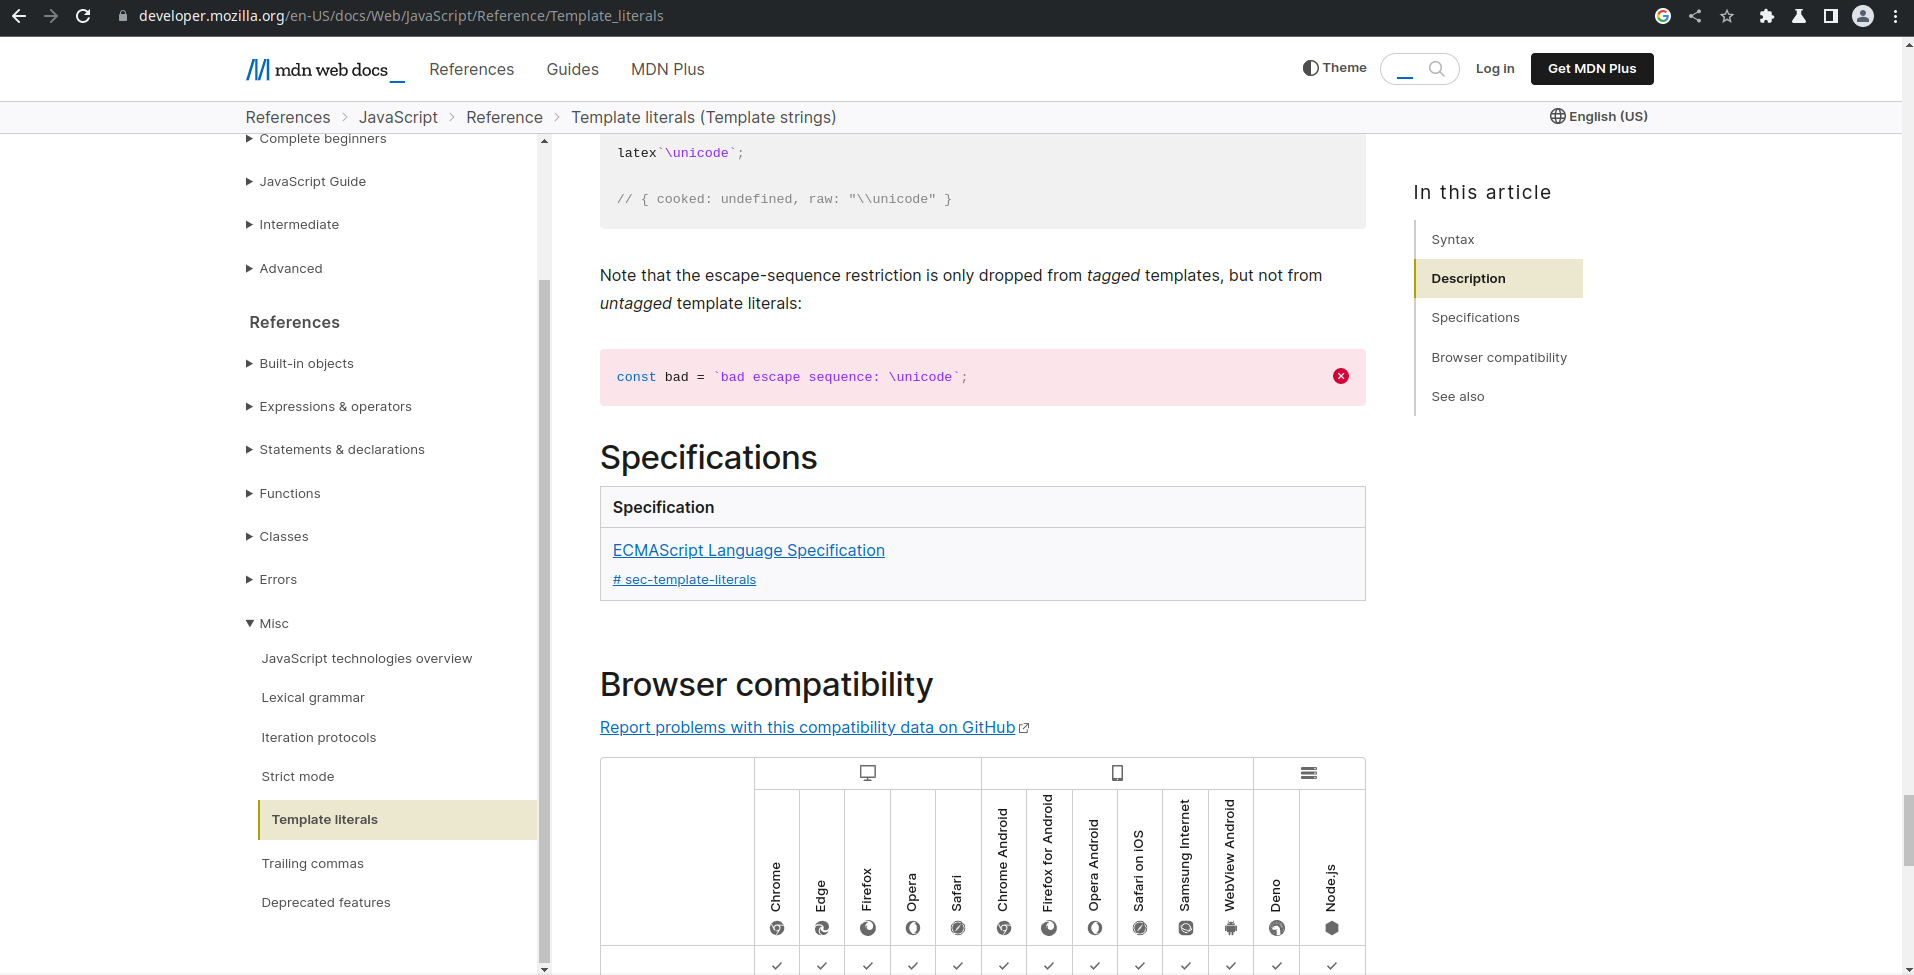 developer.mozilla.org/en-US/docs/Web/JavaScript/Reference/Template_literals
mdn web docs_
References
Guides
MDN Plus
Theme
Log in
Get MDN Plus
References > JavaScript > Reference > Template literals (Template strings)
English (US)
Complete beginners
JavaScript Guide
Intermediate
Advanced
References
Built-in objects
Expressions & operators
Statements & declarations
Functions
Classes
Errors
Misc
JavaScript technologies overview
Lexical grammar
Iteration protocols
Strict mode
Template literals
Trailing commas
Deprecated features
latex`\unicode`;
// { cooked: undefined, raw: "\\unicode" }
Note that the escape-sequence restriction is only dropped from tagged templates, but not from
untagged template literals:
const bad = `bad escape sequence: \unicode`;
Specifications
Specification
ECMAScript Language Specification
# sec-template-literals
Browser compatibility
Report problems with this compatibility data on GitHub
Chrome
Edge
Firefox
Opera
Safari
Chrome Android
Firefox for Android
Opera Android
Safari on iOS
Samsung Internet
WebView Android
Deno
Node.js
In this article
Syntax
Description
Specifications
Browser compatibility
See also